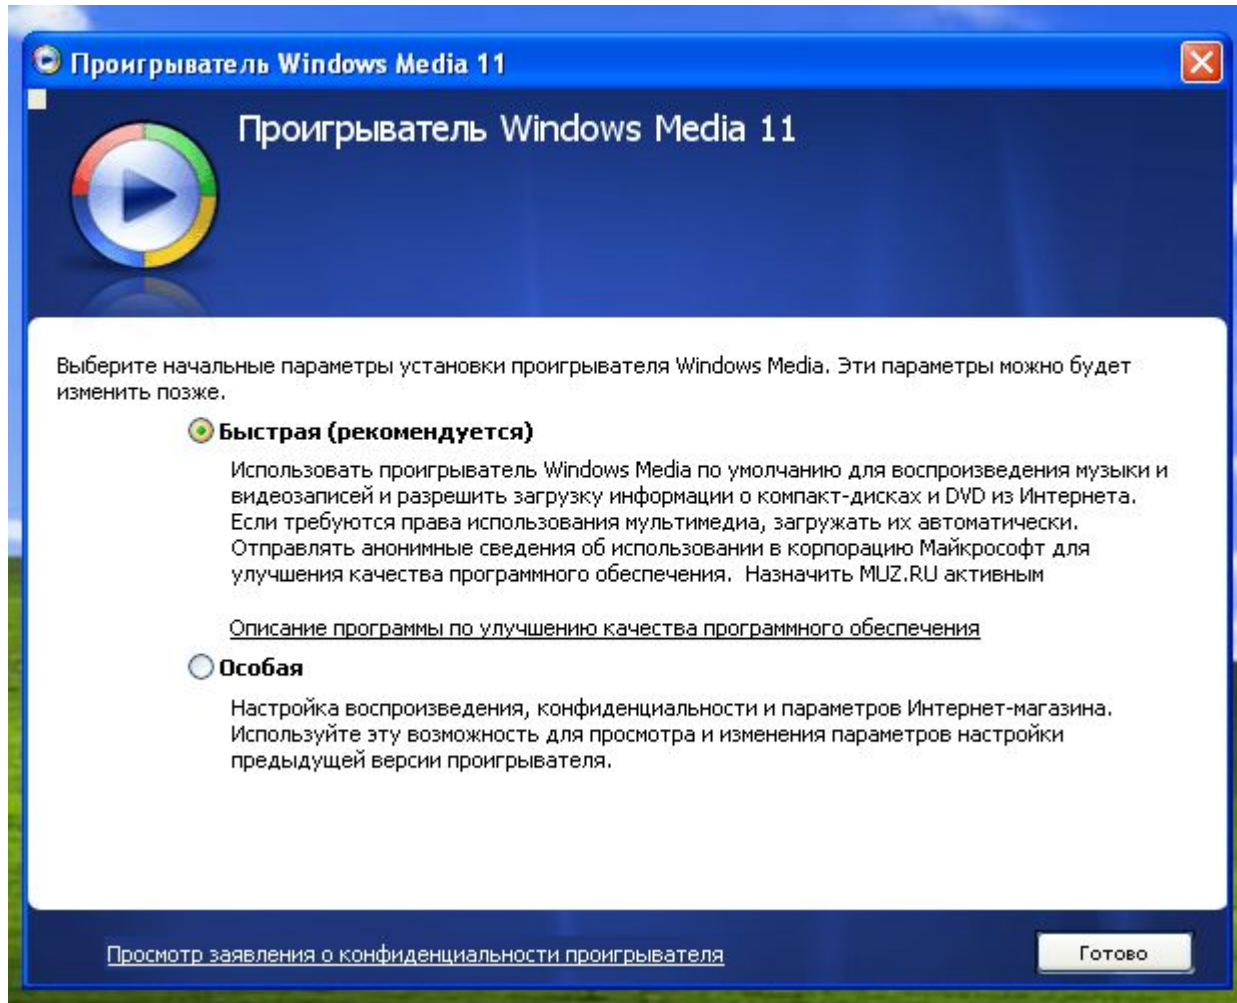 Проигрыватель Windows Media 11
Проигрыватель Windows Media 11
Выберите начальные параметры установки проигрывателя Windows Media. Эти параметры можно будет
изменить позже.
Быстрая (рекомендуется)
Использовать проигрыватель Windows Media по умолчанию для воспроизведения музыки и
видеозаписей и разрешить загрузку информации о компакт-дисках и DVD из Интернета.
Если требуются права использования мультимедиа, загружать их автоматически.
Отправлять анонимные сведения об использовании в корпорацию Майкрософт для
улучшения качества программного обеспечения.  Назначить MUZ.RU активным
Описание программы по улучшению качества программного обеспечения
Особая
Настройка воспроизведения, конфиденциальности и параметров Интернет-магазина.
Используйте эту возможность для просмотра и изменения параметров настройки
предыдущей версии проигрывателя.
Просмотр заявления о конфиденциальности проигрывателя
Готово